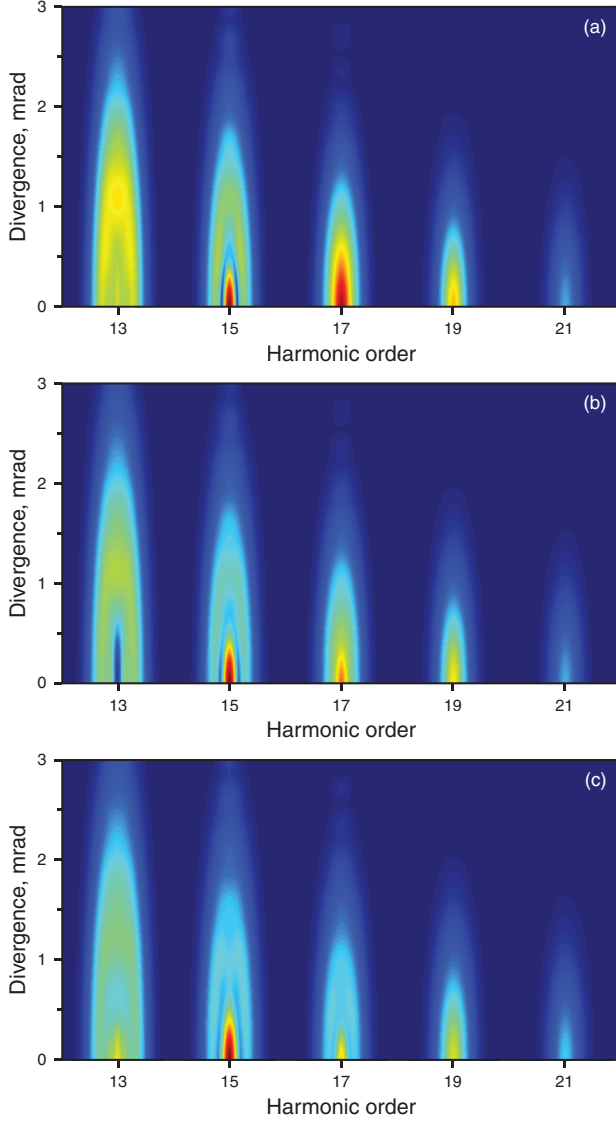 3
(a)
2
Divergence, mrad
1
0
13 15 17 19 21
Harmonic order
3
(b)
2
Divergence, mrad
1
0
13 15 17 19 21
Harmonic order
3
(c)
2
Divergence, mrad
1
0
13 15 17 19 21
Harmonic order